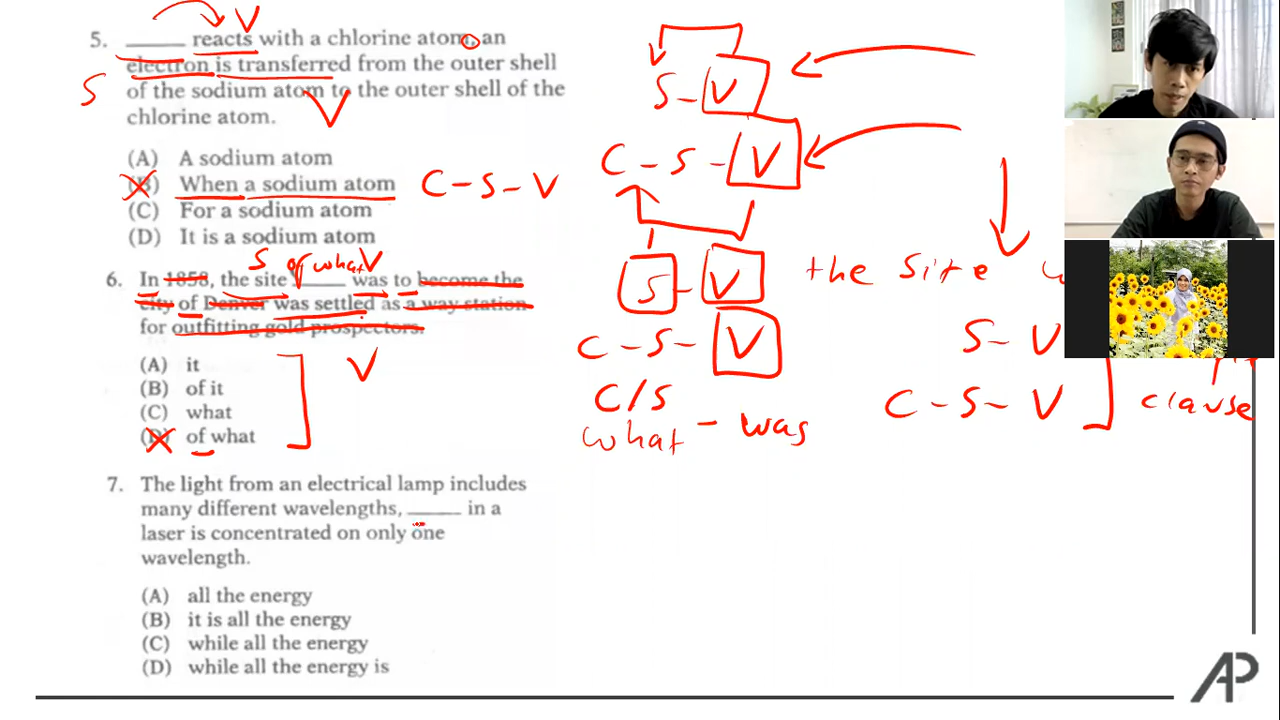 V
5. ____ reacts with a chlorine atom, an
electron is transferred from the outer shell
S
of the sodium atom to the outer shell of the
V
chlorine atom.
(A) A sodium atom
(B) When a sodium atom C-S-V
(C) For a sodium atom
(D) It is a sodium atom
S of what V
6. In 1858, the site ____ was to become the
city of Denver was settled as a way station
for outfitting gold prospectors.
V
(A) it
(B) of it
(C) what
(D) of what
7. The light from an electrical lamp includes
many different wavelengths, ____ in a
laser is concentrated on only one
wavelength.
(A) all the energy
(B) it is all the energy
(C) while all the energy
(D) while all the energy is
S-V
C-S-V
S-V
C-S-V
C/S
what - was
the site
S-V
C-S-V
clause
AP